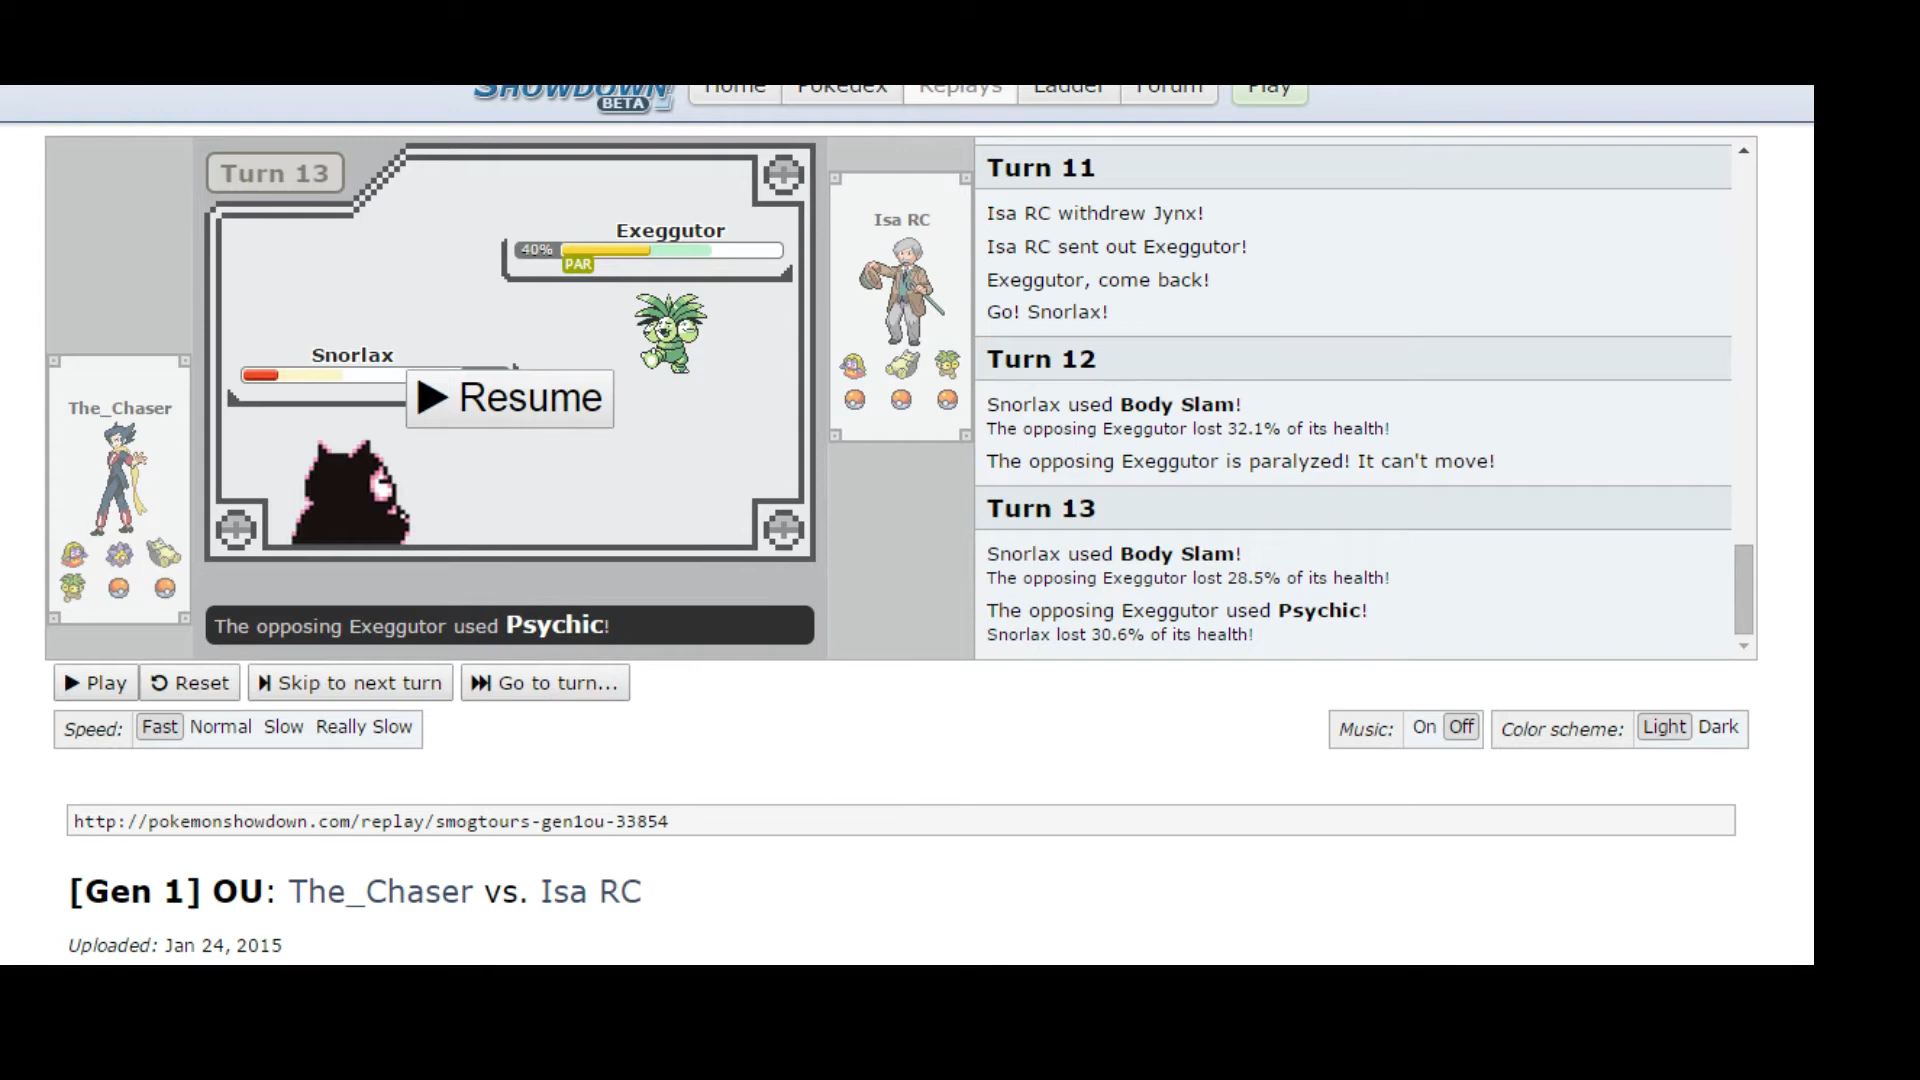 SHOWDOWN
BETA
Home
Pokédex
Replays
Ladder
Forum
Play
Turn 13
Exeggutor
40%
PAR
Snorlax
Resume
The_Chaser
Isa RC
The opposing Exeggutor used Psychic!
Turn 11
Isa RC withdrew Jynx!
Isa RC sent out Exeggutor!
Exeggutor, come back!
Go! Snorlax!
Turn 12
Snorlax used Body Slam!
The opposing Exeggutor lost 32.1% of its health!
The opposing Exeggutor is paralyzed! It can't move!
Turn 13
Snorlax used Body Slam!
The opposing Exeggutor lost 28.5% of its health!
The opposing Exeggutor used Psychic!
Snorlax lost 30.6% of its health!
Play
Reset
Skip to next turn
Go to turn...
Speed: Fast Normal Slow Really Slow
Music: On Off
Color scheme: Light Dark
http://pokemonshowdown.com/replay/smogtours-gen1ou-33854
[Gen 1] OU: The_Chaser vs. Isa RC
Uploaded: Jan 24, 2015